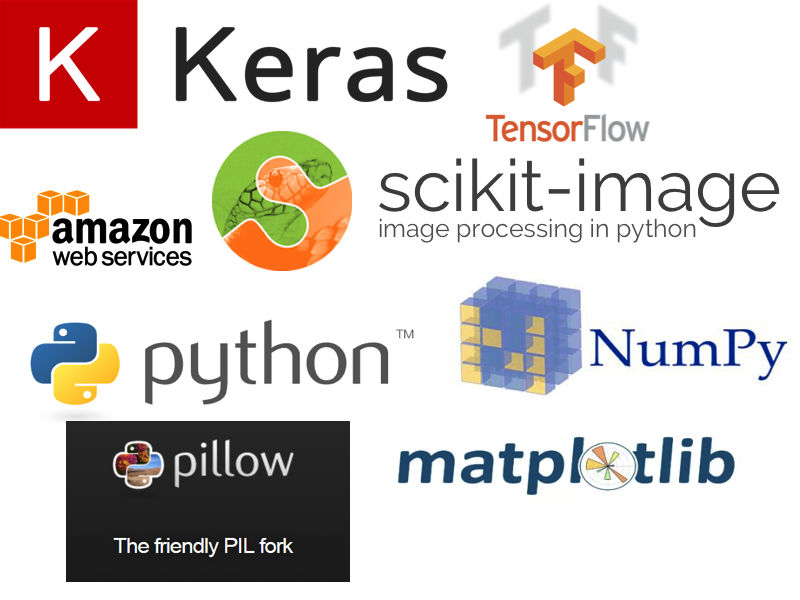 K Keras
TF
TensorFlow
scikit-image
image processing in python
amazon
web services
python™
NumPy
pillow
The friendly PIL fork
matplotlib